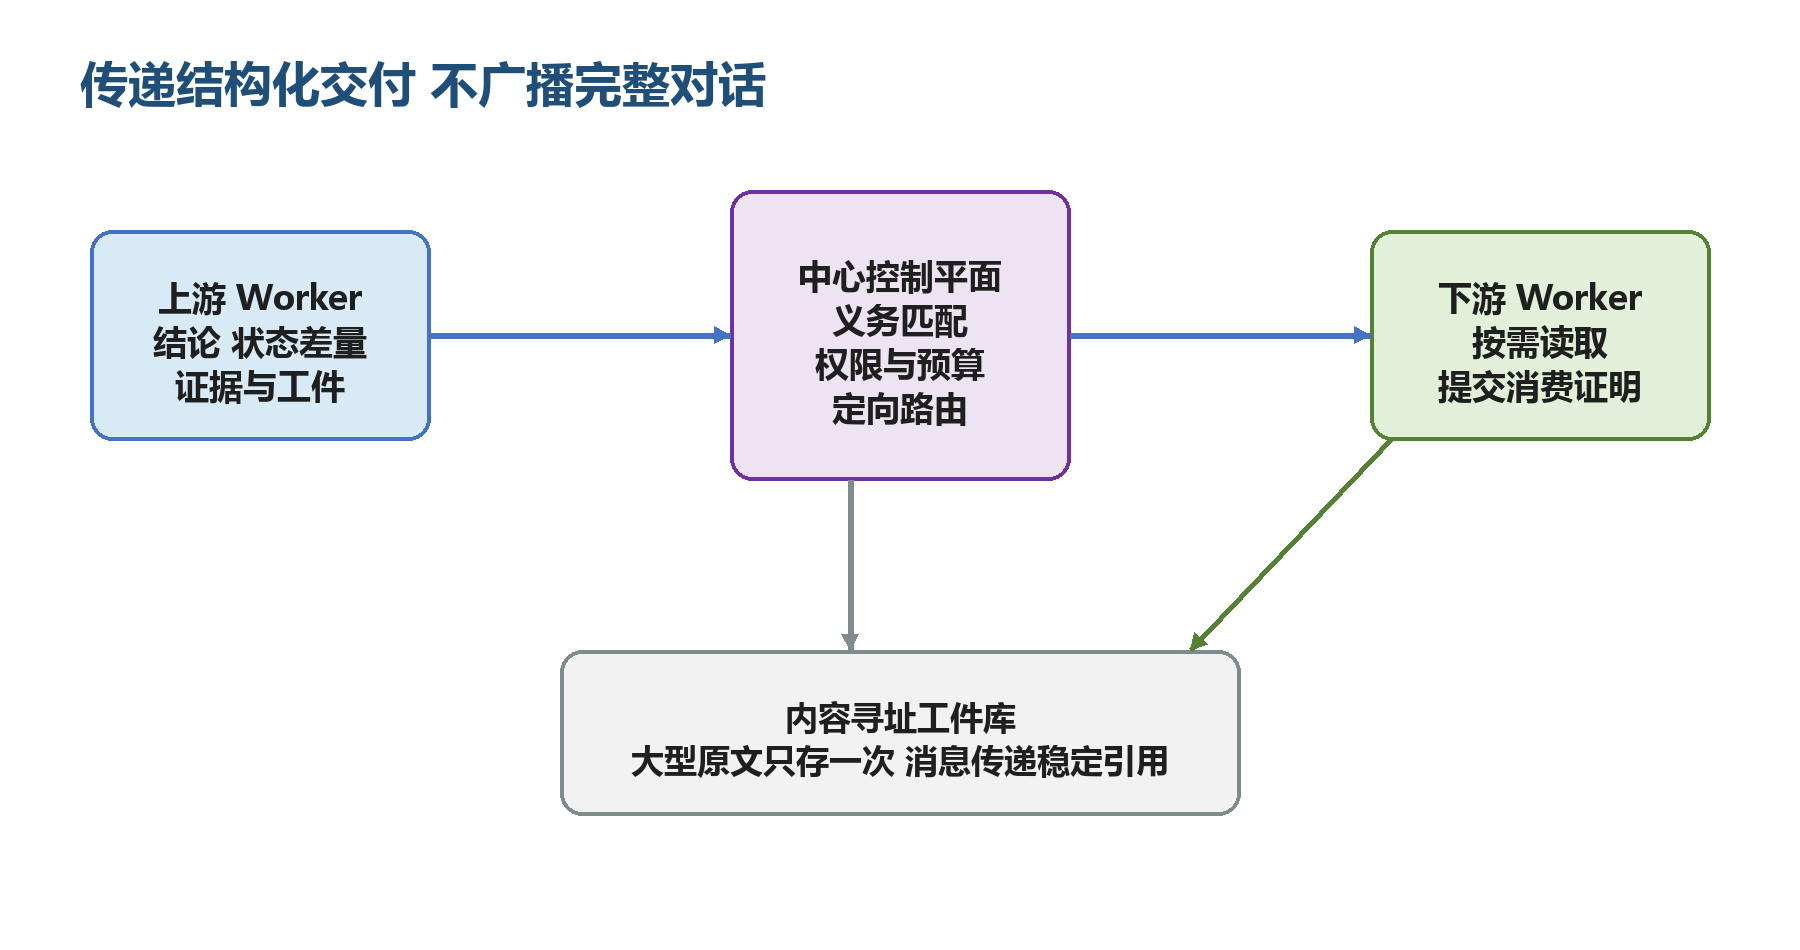 传递结构化交付 不广播完整对话
上游 Worker
结论 状态差量
证据与工件
中心控制平面
义务匹配
权限与预算
定向路由
下游 Worker
按需读取
提交消费证明
内容寻址工件库
大型原文只存一次 消息传递稳定引用